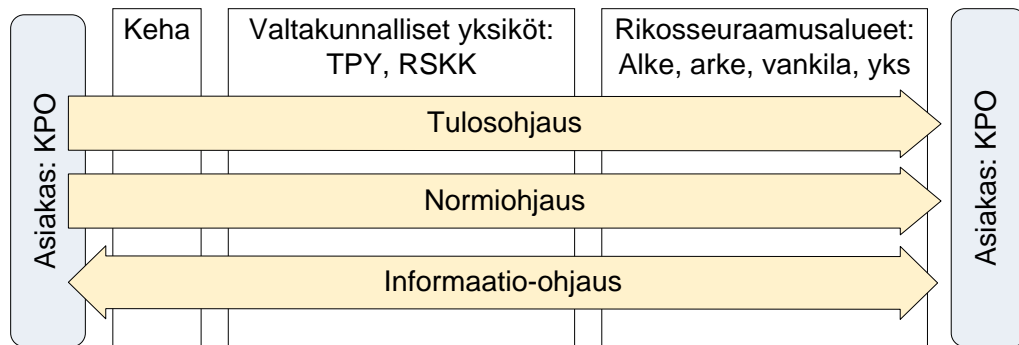 Asiakas: KPO
Keha
Valtakunnalliset yksiköt:
TPY, RSKK
Rikosseuraamusalueet:
Alke, arke, vankila, yks
Tulosohjaus
Normiohjaus
Informaatio-ohjaus
Asiakas: KPO